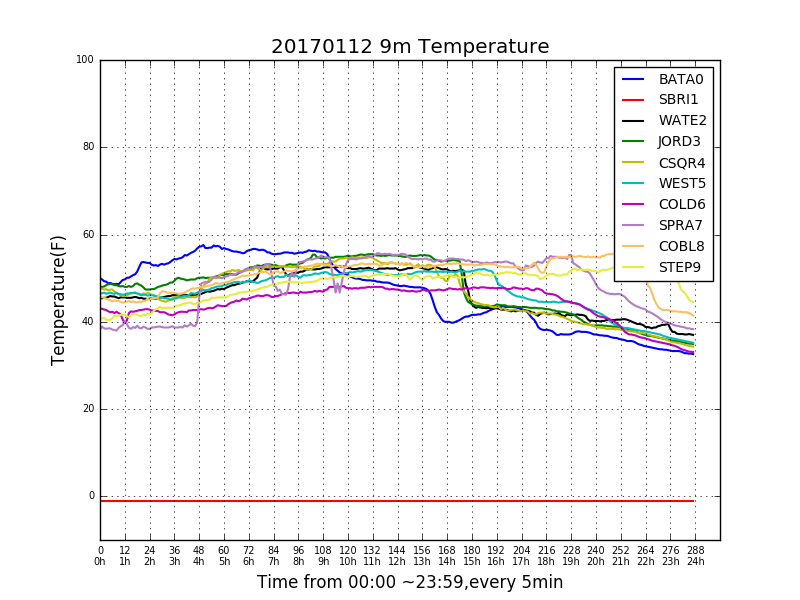 20170112 9m Temperature
100
80
60
40
20
0
Temperature(F)
BATA0
SBRI1
WATE2
JORD3
CSQR4
WEST5
COLD6
SPRA7
COBL8
STEP9
0 12 24 36 48 60 72 84 96 108 120 132 144 156 168 180 192 204 216 228 240 252 264 276 288
0h 1h 2h 3h 4h 5h 6h 7h 8h 9h 10h 11h 12h 13h 14h 15h 16h 17h 18h 19h 20h 21h 22h 23h 24h
Time from 00:00 ~23:59,every 5min